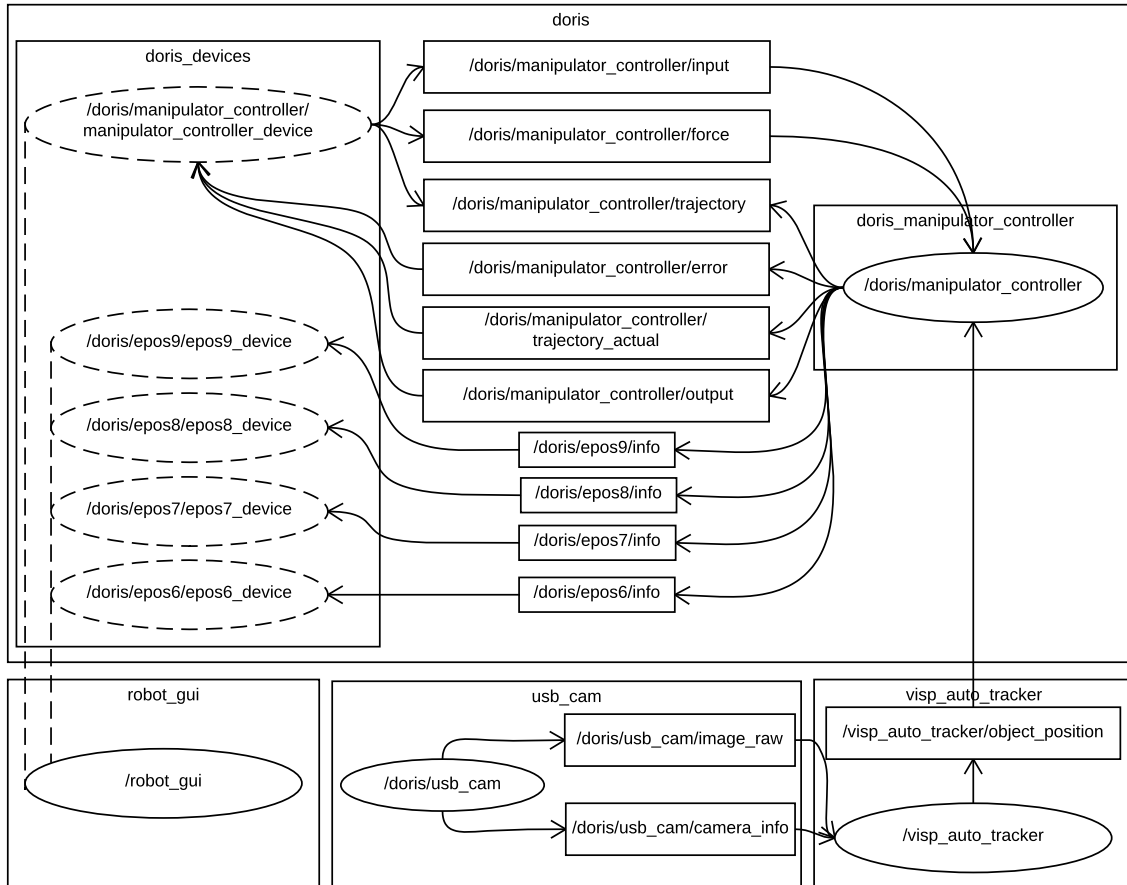 doris
doris_devices
/doris/manipulator_controller/
manipulator_controller_device
/doris/epos9/epos9_device
/doris/epos8/epos8_device
/doris/epos7/epos7_device
/doris/epos6/epos6_device
/doris/manipulator_controller/input
/doris/manipulator_controller/force
/doris/manipulator_controller/trajectory
/doris/manipulator_controller/error
/doris/manipulator_controller/
trajectory_actual
/doris/manipulator_controller/output
/doris/epos9/info
/doris/epos8/info
/doris/epos7/info
/doris/epos6/info
doris_manipulator_controller
/doris/manipulator_controller
robot_gui
/robot_gui
usb_cam
/doris/usb_cam
/doris/usb_cam/image_raw
/doris/usb_cam/camera_info
visp_auto_tracker
/visp_auto_tracker/object_position
/visp_auto_tracker